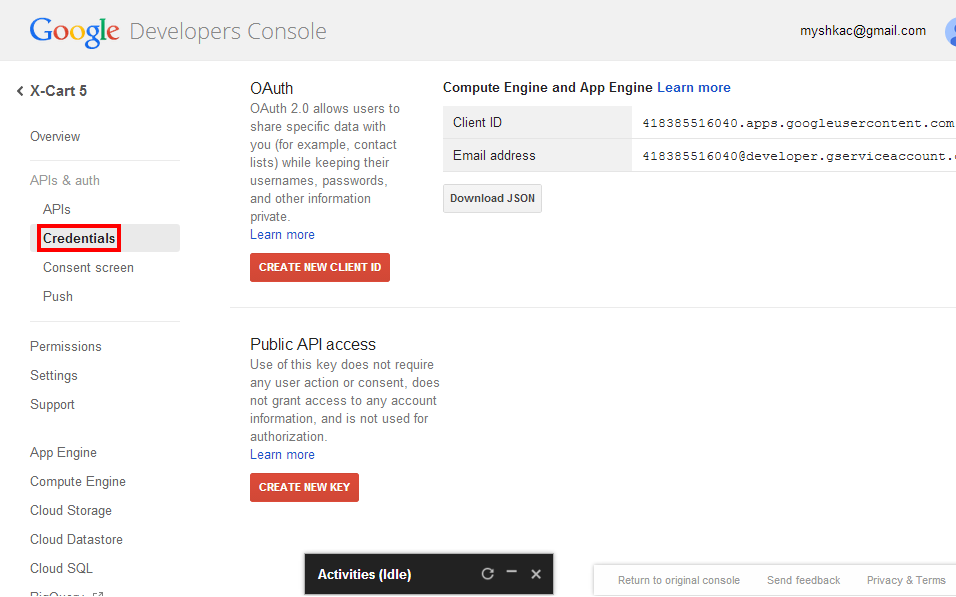 Google Developers Console
myshkac@gmail.com
X-Cart 5
Overview
APIs & auth
APIs
Credentials
Consent screen
Push
Permissions
Settings
Support
App Engine
Compute Engine
Cloud Storage
Cloud Datastore
Cloud SQL
BigQuery
OAuth
OAuth 2.0 allows users to
share specific data with
you (for example, contact
lists) while keeping their
usernames, passwords,
and other information
private.
Learn more
CREATE NEW CLIENT ID
Compute Engine and App Engine Learn more
Client ID 418385516040.apps.googleusercontent.com
Email address 418385516040@developer.gserviceaccount.
Download JSON
Public API access
Use of this key does not require
any user action or consent, does
not grant access to any account
information, and is not used for
authorization.
Learn more
CREATE NEW KEY
Activities (Idle)
Return to original console Send feedback Privacy & Terms